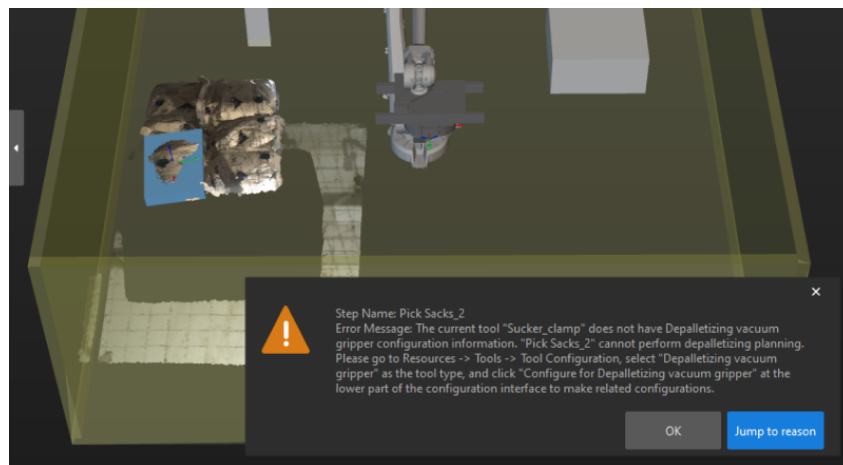 Step Name: Pick Sacks_2
Error Message: The current tool "Sucker_clamp" does not have Depalletizing vacuum
gripper configuration information. "Pick Sacks_2" cannot perform depalletizing planning.
Please go to Resources -> Tools -> Tool Configuration, select "Depalletizing vacuum
gripper" as the tool type, and click "Configure for Depalletizing vacuum gripper" at the
lower part of the configuration interface to make related configurations.
OK
Jump to reason